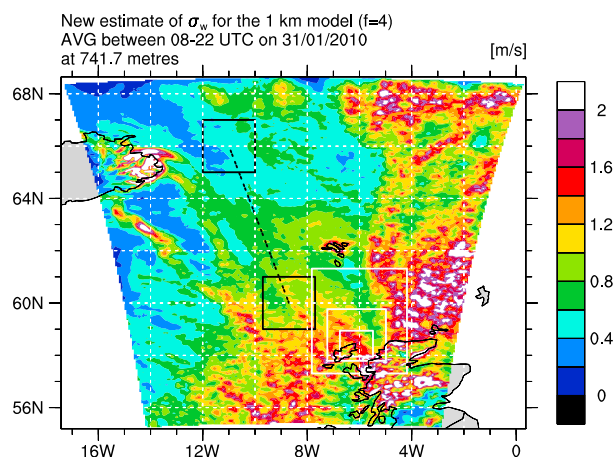 New estimate of σw for the 1 km model (f=4)
AVG between 08-22 UTC on 31/01/2010
at 741.7 metres
[m/s]
68N
64N
60N
56N
16W
12W
8W
4W
0
2
1.6
1.2
0.8
0.4
0